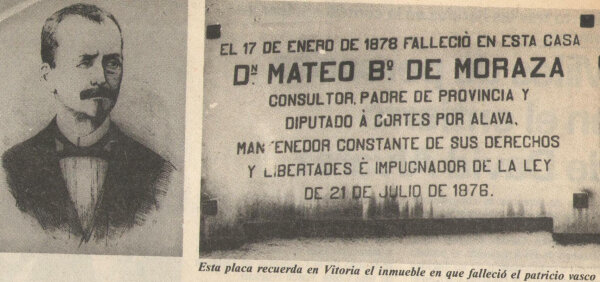 EL 17 DE ENERO DE 1878 FALLECIÓ EN ESTA CASA
Dⁿ MATEO Bº DE MORAZA
CONSULTOR, PADRE DE PROVINCIA Y
DIPUTADO À CORTES POR ALAVA,
MAN ENEDOR CONSTANTE DE SUS DERECHOS
Y LIBERTADES È IMPUGNADOR DE LA LEY
DE 21 DE JULIO DE 1876.
Esta placa recuerda en Vitoria el inmueble en que falleció el patricio vasco